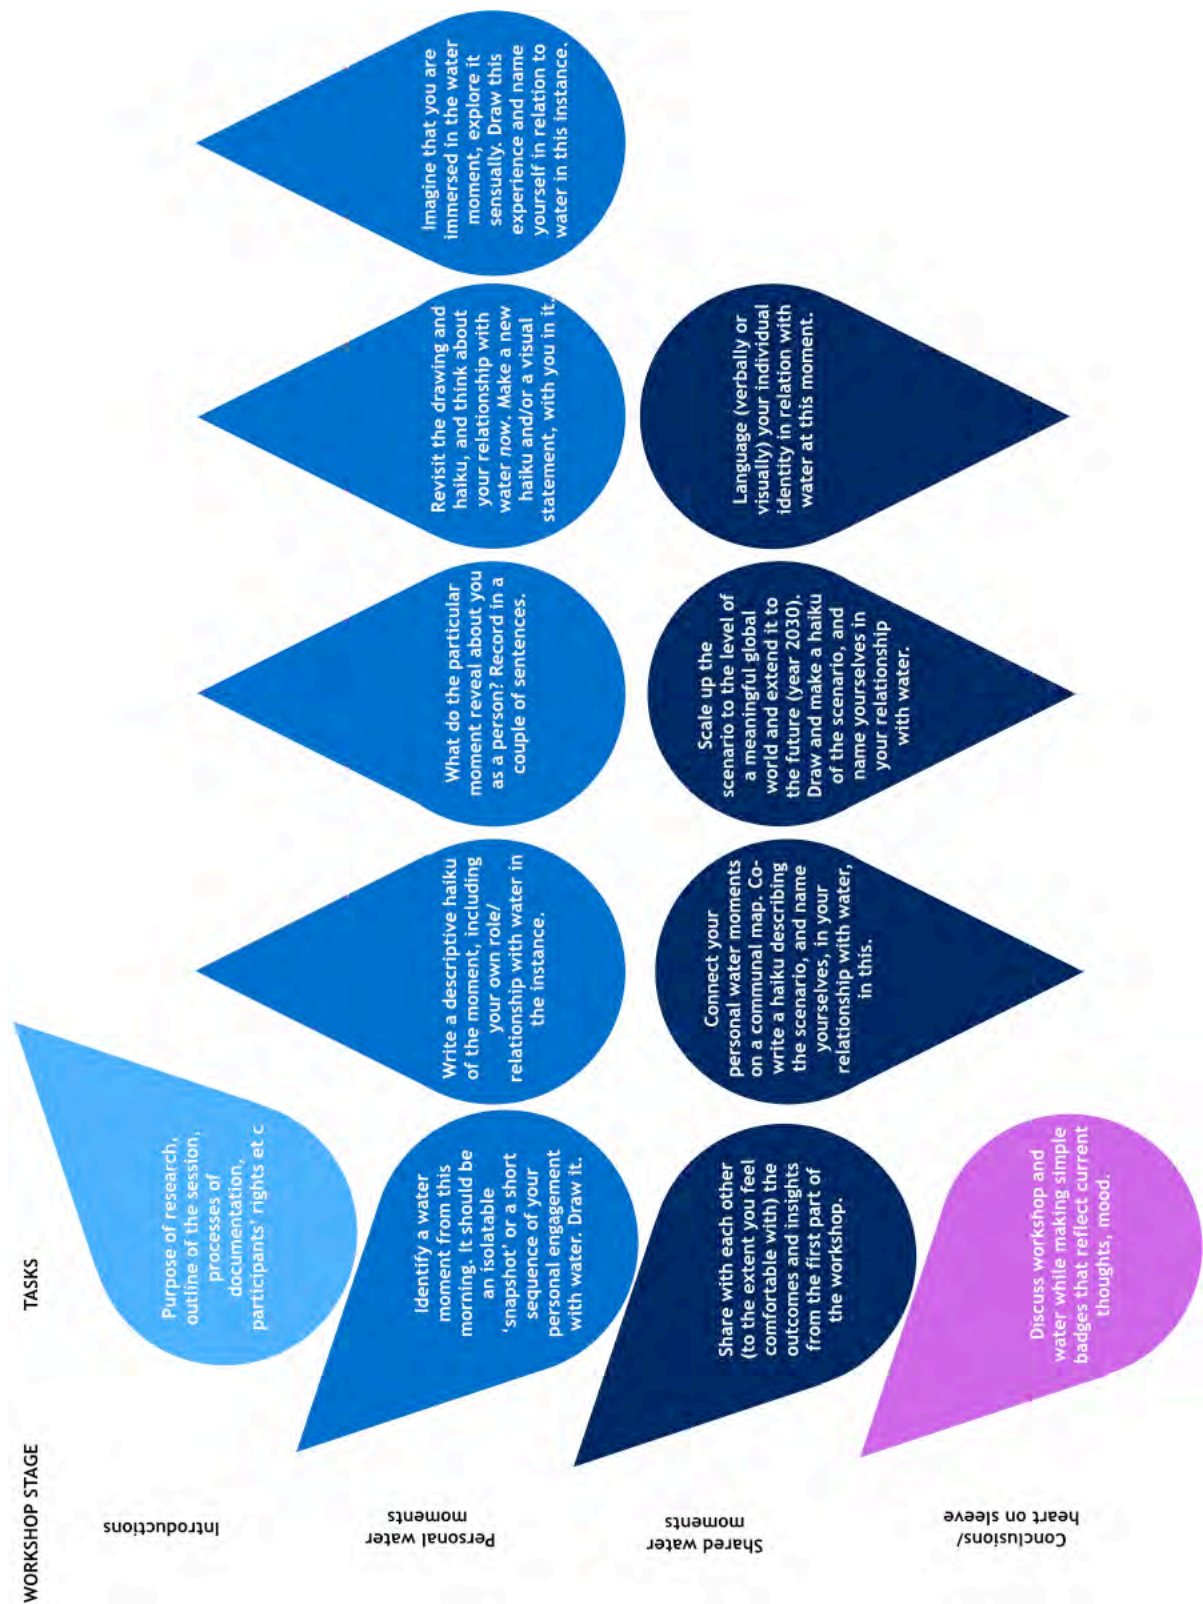 WORKSHOP STAGE
TASKS
Introductions
Purpose of research,
outline of the session,
processes of
documentation,
participants’ rights et c
Personal water
moments
Identify a water
moment from this
morning. It should be
an isolatable
‘snapshot’ or a short
sequence of your
personal engagement
with water. Draw it.
Write a descriptive haiku
of the moment, including
your own role/
relationship with water in
the instance.
What do the particular
moment reveal about you
as a person? Record in a
couple of sentences.
Revisit the drawing and
haiku, and think about
your relationship with
water now. Make a new
haiku and/or a visual
statement, with you in it.
Imagine that you are
immersed in the water
moment, explore it
sensually. Draw this
experience and name
yourself in relation to
water in this instance.
Shared water
moments
Share with each other
(to the extent you feel
comfortable with) the
outcomes and insights
from the first part of
the workshop.
Connect your
personal water moments
on a communal map. Co-
write a haiku describing
the scenario, and name
yourselves, in your
relationship with water,
in this.
Scale up the
scenario to the level of
a meaningful global
world and extend it to
the future (year 2030).
Draw and make a haiku
of the scenario, and
name yourselves in
your relationship
with water.
Language (verbally or
visually) your individual
identity in relation with
water at this moment.
Conclusions/
heart on sleeve
Discuss workshop and
water while making simple
badges that reflect current
thoughts, mood.